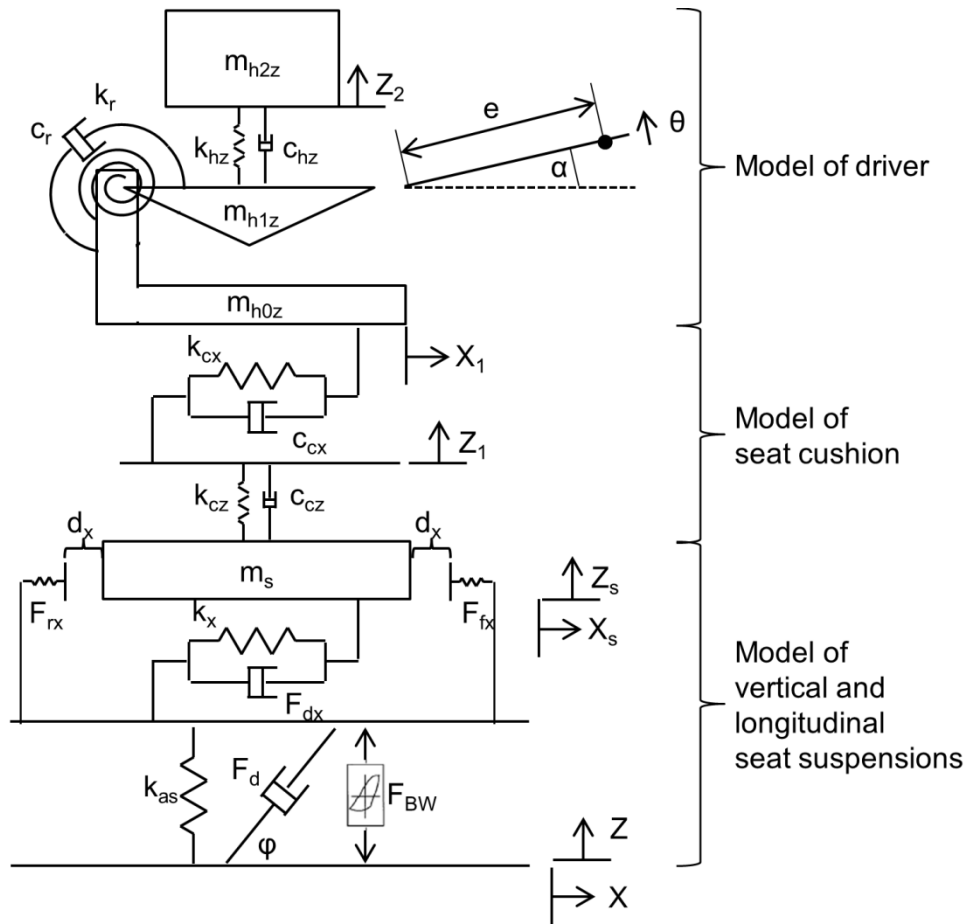 m_h2z
Z_2
k_r
c_r
k_hz
c_hz
e
θ
α
m_h1z
Model of driver
m_h0z
k_cx
X_1
c_cx
Z_1
Model of
seat cushion
k_cz
c_cz
d_x
d_x
m_s
Z_s
F_rx
k_x
F_fx
X_s
Model of
vertical and
longitudinal
seat suspensions
F_dx
k_as
F_d
F_BW
φ
Z
X